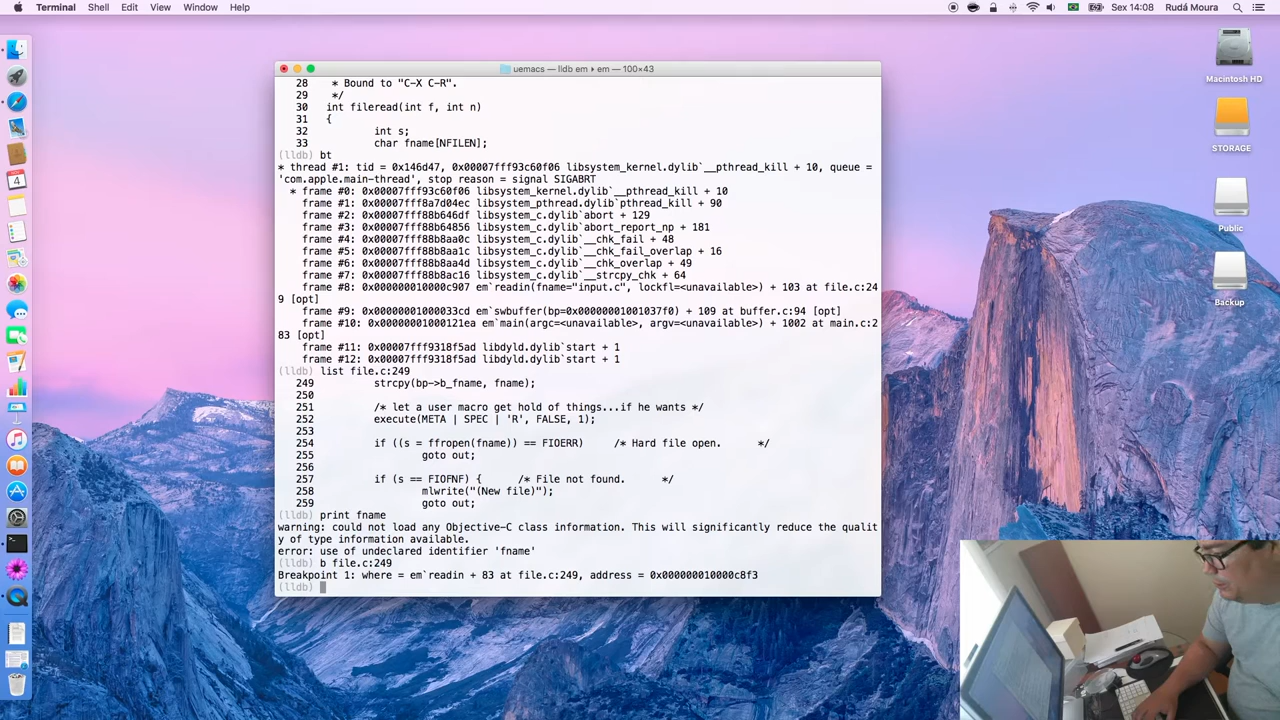 Terminal Shell Edit View Window Help
Sex 14:08 Rudá Moura
uemacs — lldb em ▸ em — 100×43
28 * Bound to "C-X C-R".
29 */
30 int fileread(int f, int n)
31 {
32 int s;
33 char fname[NFILEN];
(lldb) bt
* thread #1: tid = 0x146d47, 0x00007fff93c60f06 libsystem_kernel.dylib`__pthread_kill + 10, queue =
'com.apple.main-thread', stop reason = signal SIGABRT
* frame #0: 0x00007fff93c60f06 libsystem_kernel.dylib`__pthread_kill + 10
frame #1: 0x00007fff8a7d04ec libsystem_pthread.dylib`pthread_kill + 90
frame #2: 0x00007fff88b646df libsystem_c.dylib`abort + 129
frame #3: 0x00007fff88b64856 libsystem_c.dylib`abort_report_np + 181
frame #4: 0x00007fff88b8aa0c libsystem_c.dylib`__chk_fail + 48
frame #5: 0x00007fff88b8aa1c libsystem_c.dylib`__chk_fail_overlap + 16
frame #6: 0x00007fff88b8aa4d libsystem_c.dylib`__chk_overlap + 49
frame #7: 0x00007fff88b8ac16 libsystem_c.dylib`__strcpy_chk + 64
frame #8: 0x000000010000c907 em`readin(fname="input.c", lockfl=<unavailable>) + 103 at file.c:24
9 [opt]
frame #9: 0x00000001000033cd em`swbuffer(bp=0x00000001001037f0) + 109 at buffer.c:94 [opt]
frame #10: 0x00000001000121ea em`main(argc=<unavailable>, argv=<unavailable>) + 1002 at main.c:2
83 [opt]
frame #11: 0x00007fff9318f5ad libdyld.dylib`start + 1
frame #12: 0x00007fff9318f5ad libdyld.dylib`start + 1
(lldb) list file.c:249
249 strcpy(bp->b_fname, fname);
250
251 /* let a user macro get hold of things...if he wants */
252 execute(META | SPEC | 'R', FALSE, 1);
253
254 if ((s = ffropen(fname)) == FIOERR) /* Hard file open. */
255 goto out;
256
257 if (s == FIOFNF) { /* File not found. */
258 mlwrite("(New file)");
259 goto out;
(lldb) print fname
warning: could not load any Objective-C class information. This will significantly reduce the qualit
y of type information available.
error: use of undeclared identifier 'fname'
(lldb) b file.c:249
Breakpoint 1: where = em`readin + 83 at file.c:249, address = 0x000000010000c8f3
(lldb)
Macintosh HD
STORAGE
Public
Backup
4